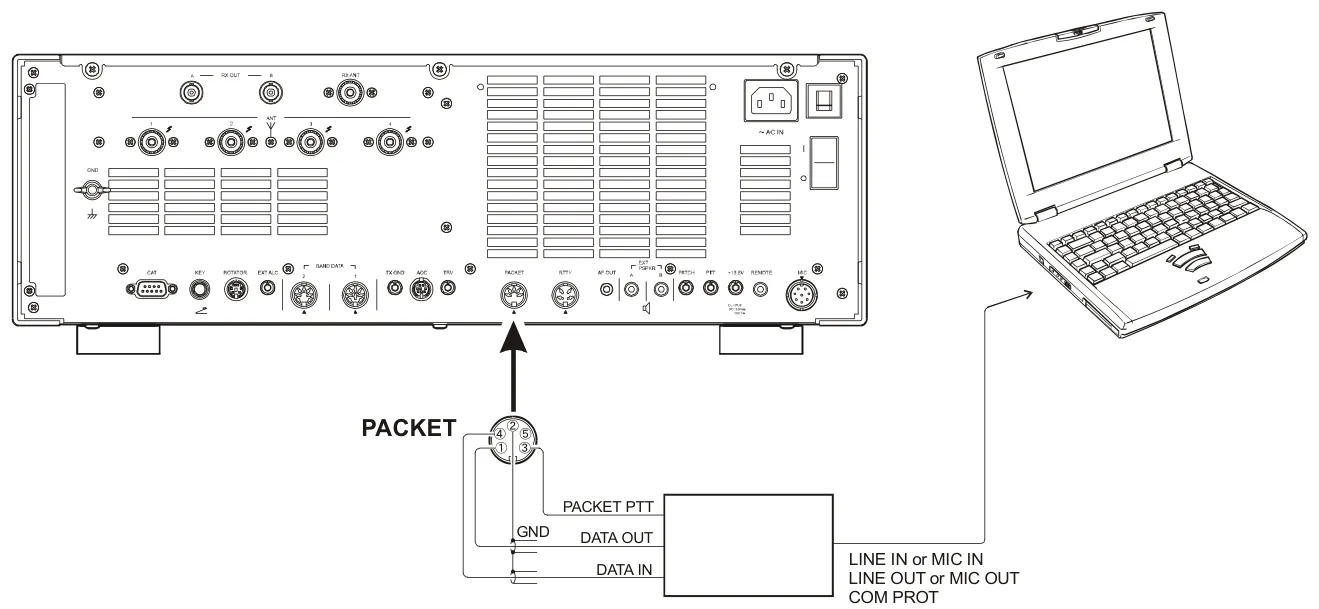 A RX OUT B RX ANT
ANT
1 2 3 4
~ AC IN
GND
CAT KEY ROTATOR EXT ALC BAND DATA TX GND TRV PACKET RTTY AF OUT EXT PATCH PTT +13.8V REMOTE MIC
2 1 A B
PACKET
2
4 5
1 3
PACKET PTT
GND
DATA OUT
DATA IN
LINE IN or MIC IN
LINE OUT or MIC OUT
COM PROT